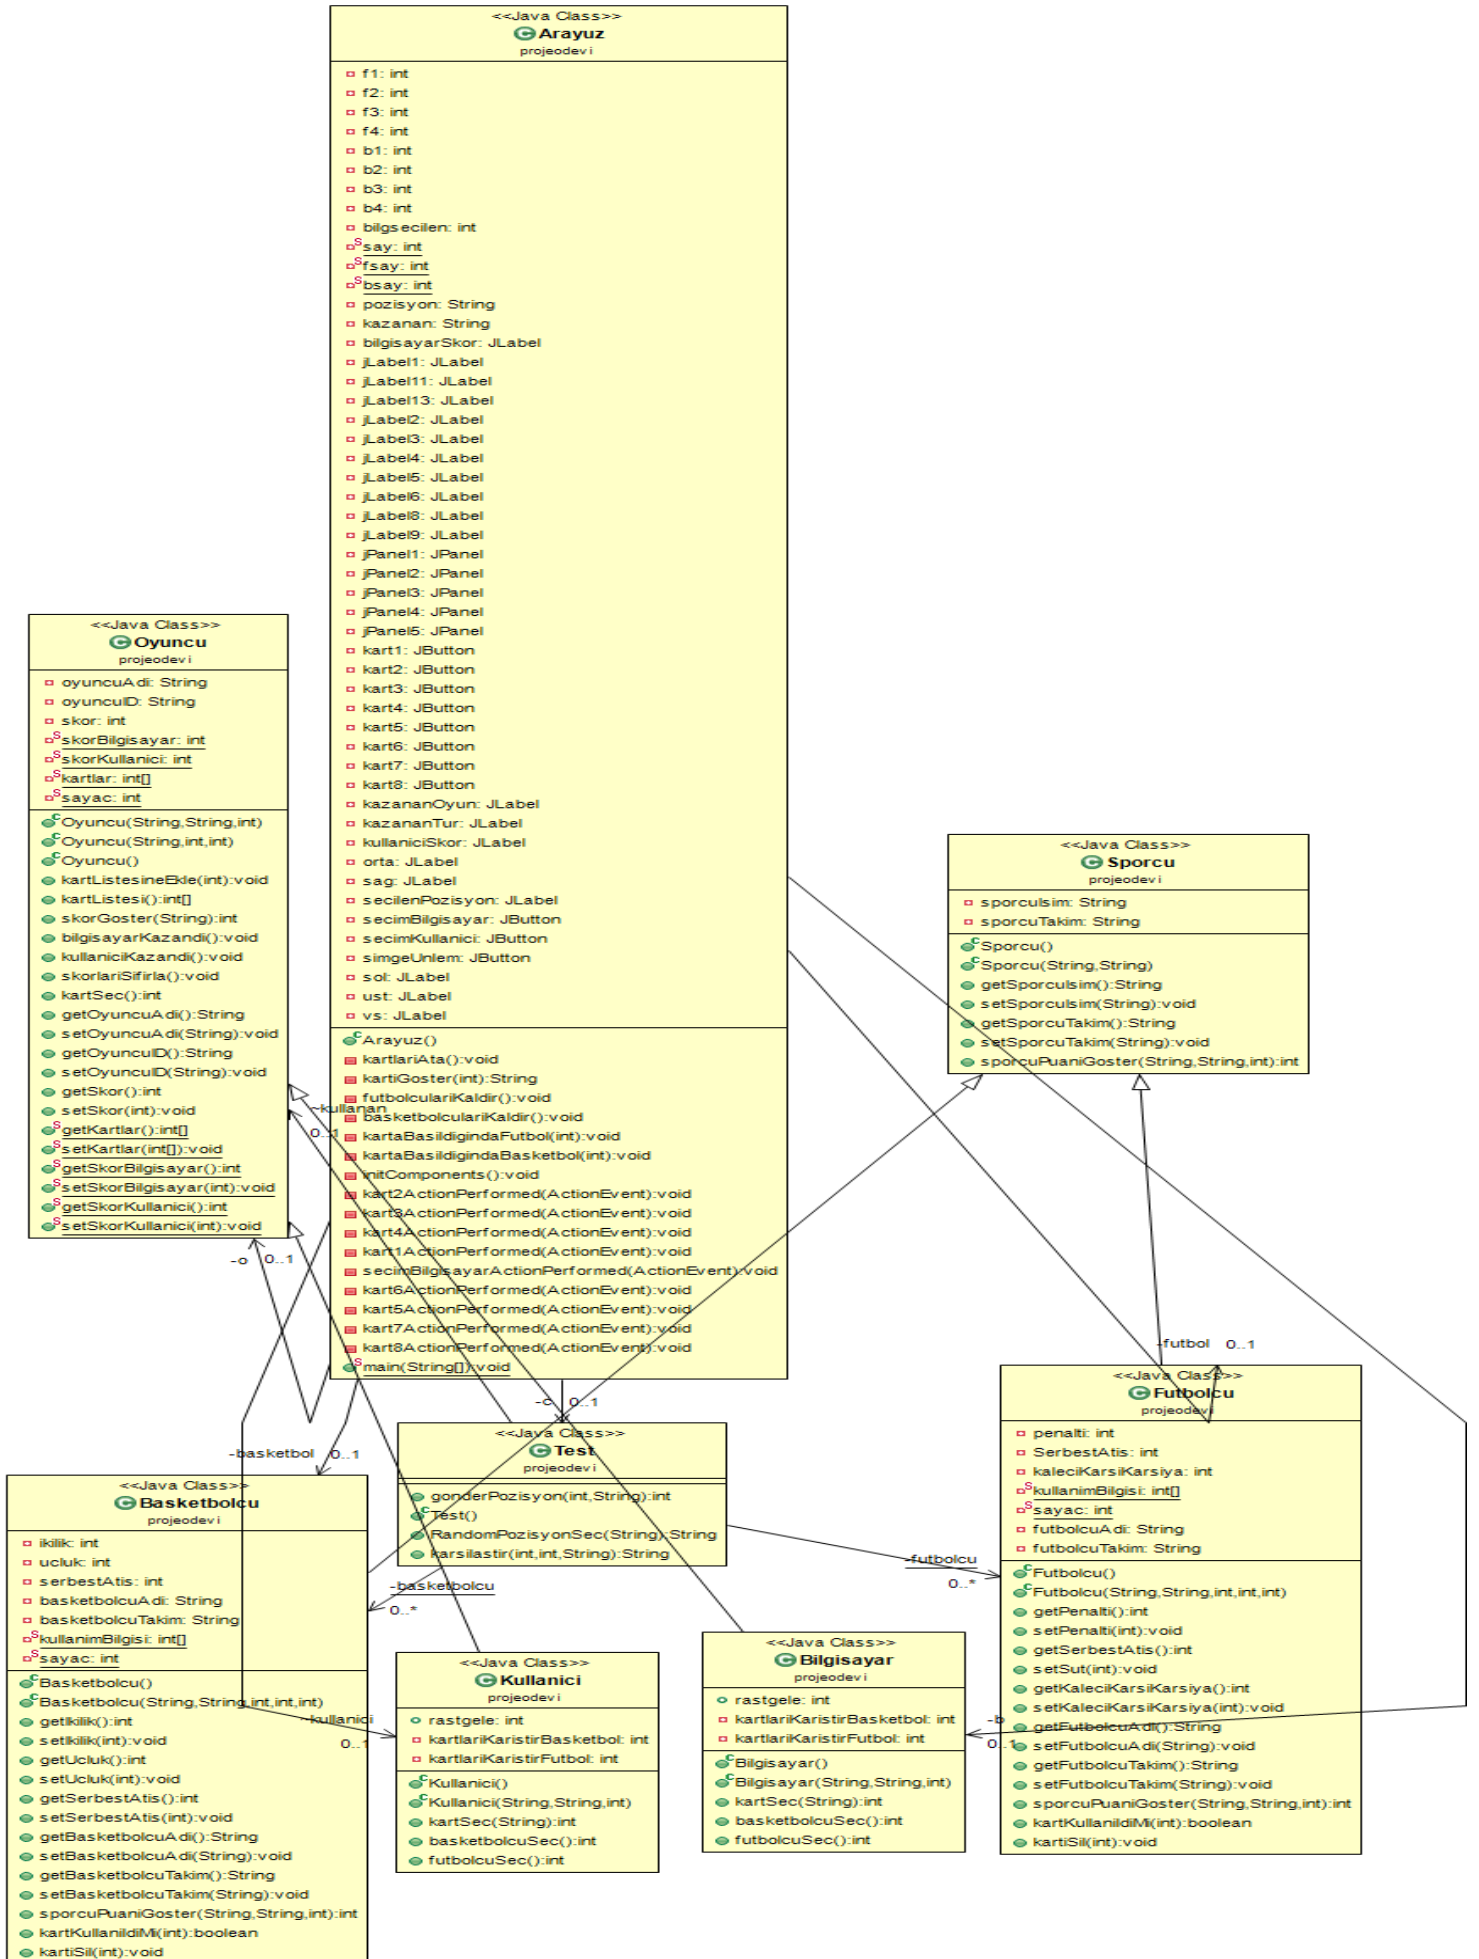 <<Java Class>>
Arayuz
projeodevi
f1: int
f2: int
f3: int
f4: int
b1: int
b2: int
b3: int
b4: int
bilgsecilen: int
say: int
fsay: int
bsay: int
pozisyon: String
kazanan: String
bilgisayarSkor: JLabel
jLabel1: JLabel
jLabel11: JLabel
jLabel13: JLabel
jLabel2: JLabel
jLabel3: JLabel
jLabel4: JLabel
jLabel5: JLabel
jLabel6: JLabel
jLabel8: JLabel
jLabel9: JLabel
jPanel1: JPanel
jPanel2: JPanel
jPanel3: JPanel
jPanel4: JPanel
jPanel5: JPanel
kart1: JButton
kart2: JButton
kart3: JButton
kart4: JButton
kart5: JButton
kart6: JButton
kart7: JButton
kart8: JButton
kazananOyun: JLabel
kazananTur: JLabel
kullaniciSkor: JLabel
orta: JLabel
sag: JLabel
secilenPozisyon: JLabel
secimBilgisayar: JButton
secimKullanici: JButton
simgeUnlem: JButton
sol: JLabel
ust: JLabel
vs: JLabel
Arayuz()
kartlariAta():void
kartiGoster(int):String
futbolculariKaldir():void
basketbolculariKaldir():void
kartaBasildigindaFutbol(int):void
kartaBasildigindaBasketbol(int):void
initComponents():void
kart2ActionPerformed(ActionEvent):void
kart3ActionPerformed(ActionEvent):void
kart4ActionPerformed(ActionEvent):void
kart1ActionPerformed(ActionEvent):void
secimBilgisayarActionPerformed(ActionEvent):void
kart6ActionPerformed(ActionEvent):void
kart5ActionPerformed(ActionEvent):void
kart7ActionPerformed(ActionEvent):void
kart8ActionPerformed(ActionEvent):void
main(String[]):void
<<Java Class>>
Oyuncu
projeodevi
oyuncuAdi: String
oyuncuID: String
skor: int
skorBilgisayar: int
skorKullanici: int
kartlar: int[]
sayac: int
Oyuncu(String,String,int)
Oyuncu(String,int,int)
Oyuncu()
kartListesineEkle(int):void
kartListesi():int[]
skorGoster(String):int
bilgisayarKazandi():void
kullaniciKazandi():void
skorlariSifirla():void
kartSec():int
getOyuncuAdi():String
setOyuncuAdi(String):void
getOyuncuID():String
setOyuncuID(String):void
getSkor():int
setSkor(int):void
getKartlar():int[]
setKartlar(int[]):void
getSkorBilgisayar():int
setSkorBilgisayar(int):void
getSkorKullanici():int
setSkorKullanici(int):void
~kullanan
0..1
-o 0..1
<<Java Class>>
Sporcu
projeodevi
sporcuIsim: String
sporcuTakim: String
Sporcu()
Sporcu(String,String)
getSporcuIsim():String
setSporcuIsim(String):void
getSporcuTakim():String
setSporcuTakim(String):void
sporcuPuaniGoster(String,String,int):int
-futbol 0..1
-c 0..1
-basketbol 0..1
<<Java Class>>
Test
projeodevi
gonderPozisyon(int,String):int
Test()
RandomPozisyonSec(String):String
karsilastir(int,int,String):String
-futbolcu
0..*
-basketbolcu
0..*
<<Java Class>>
Futbolcu
projeodevi
penalti: int
SerbestAtis: int
kaleciKarsiKarsiya: int
kullanimBilgisi: int[]
sayac: int
futbolcuAdi: String
futbolcuTakim: String
Futbolcu()
Futbolcu(String,String,int,int,int)
getPenalti():int
setPenalti(int):void
getSerbestAtis():int
setSut(int):void
getKaleciKarsiKarsiya():int
setKaleciKarsiKarsiya(int):void
getFutbolcuAdi():String
setFutbolcuAdi(String):void
getFutbolcuTakim():String
setFutbolcuTakim(String):void
sporcuPuaniGoster(String,String,int):int
kartKullanildiMi(int):boolean
kartiSil(int):void
<<Java Class>>
Basketbolcu
projeodevi
ikilik: int
ucluk: int
serbestAtis: int
basketbolcuAdi: String
basketbolcuTakim: String
kullanimBilgisi: int[]
sayac: int
Basketbolcu()
Basketbolcu(String,String,int,int,int)
getIkilik():int
setIkilik(int):void
getUcluk():int
setUcluk(int):void
getSerbestAtis():int
setSerbestAtis(int):void
getBasketbolcuAdi():String
setBasketbolcuAdi(String):void
getBasketbolcuTakim():String
setBasketbolcuTakim(String):void
sporcuPuaniGoster(String,String,int):int
kartKullanildiMi(int):boolean
kartiSil(int):void
~kullanici
0..1
<<Java Class>>
Kullanici
projeodevi
rastgele: int
kartlariKaristirBasketbol: int
kartlariKaristirFutbol: int
Kullanici()
Kullanici(String,String,int)
kartSec(String):int
basketbolcuSec():int
futbolcuSec():int
<<Java Class>>
Bilgisayar
projeodevi
rastgele: int
kartlariKaristirBasketbol: int
kartlariKaristirFutbol: int
Bilgisayar()
Bilgisayar(String,String,int)
kartSec(String):int
basketbolcuSec():int
futbolcuSec():int
-b
0..1